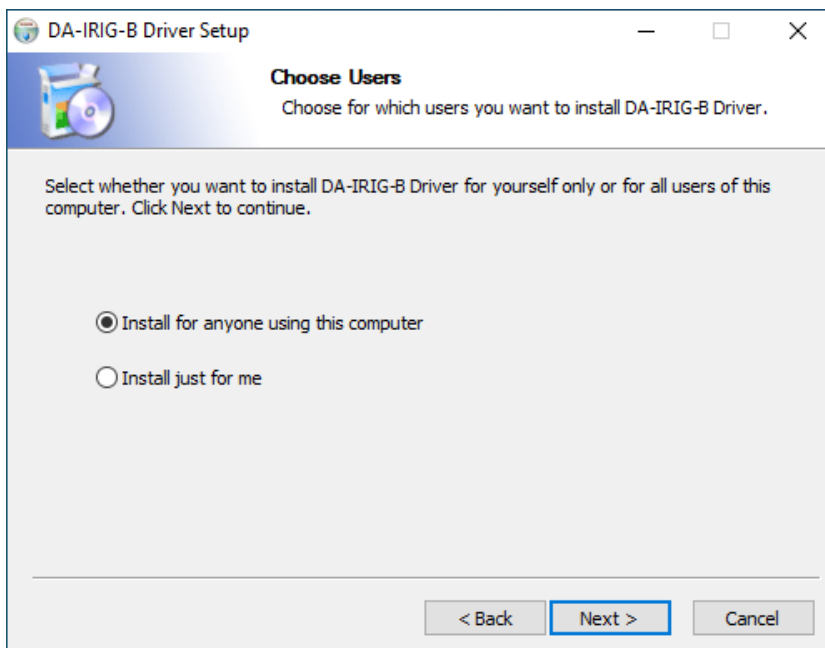 DA-IRIG-B Driver Setup
Choose Users
Choose for which users you want to install DA-IRIG-B Driver.
Select whether you want to install DA-IRIG-B Driver for yourself only or for all users of this
computer. Click Next to continue.
Install for anyone using this computer
Install just for me
< Back Next > Cancel